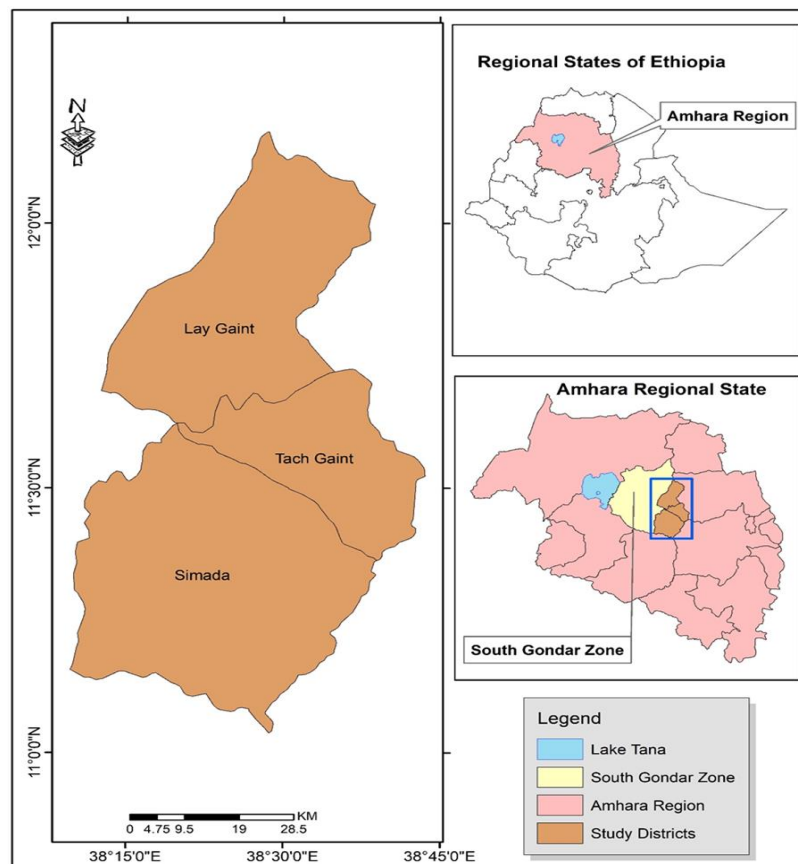 N
12°0'0"N
11°30'0"N
11°0'0"N
Lay Gaint
Tach Gaint
Simada
KM
0 4.75 9.5 19 28.5
38°15'0"E 38°30'0"E 38°45'0"E
Regional States of Ethiopia
Amhara Region
Amhara Regional State
South Gondar Zone
Legend
Lake Tana
South Gondar Zone
Amhara Region
Study Districts